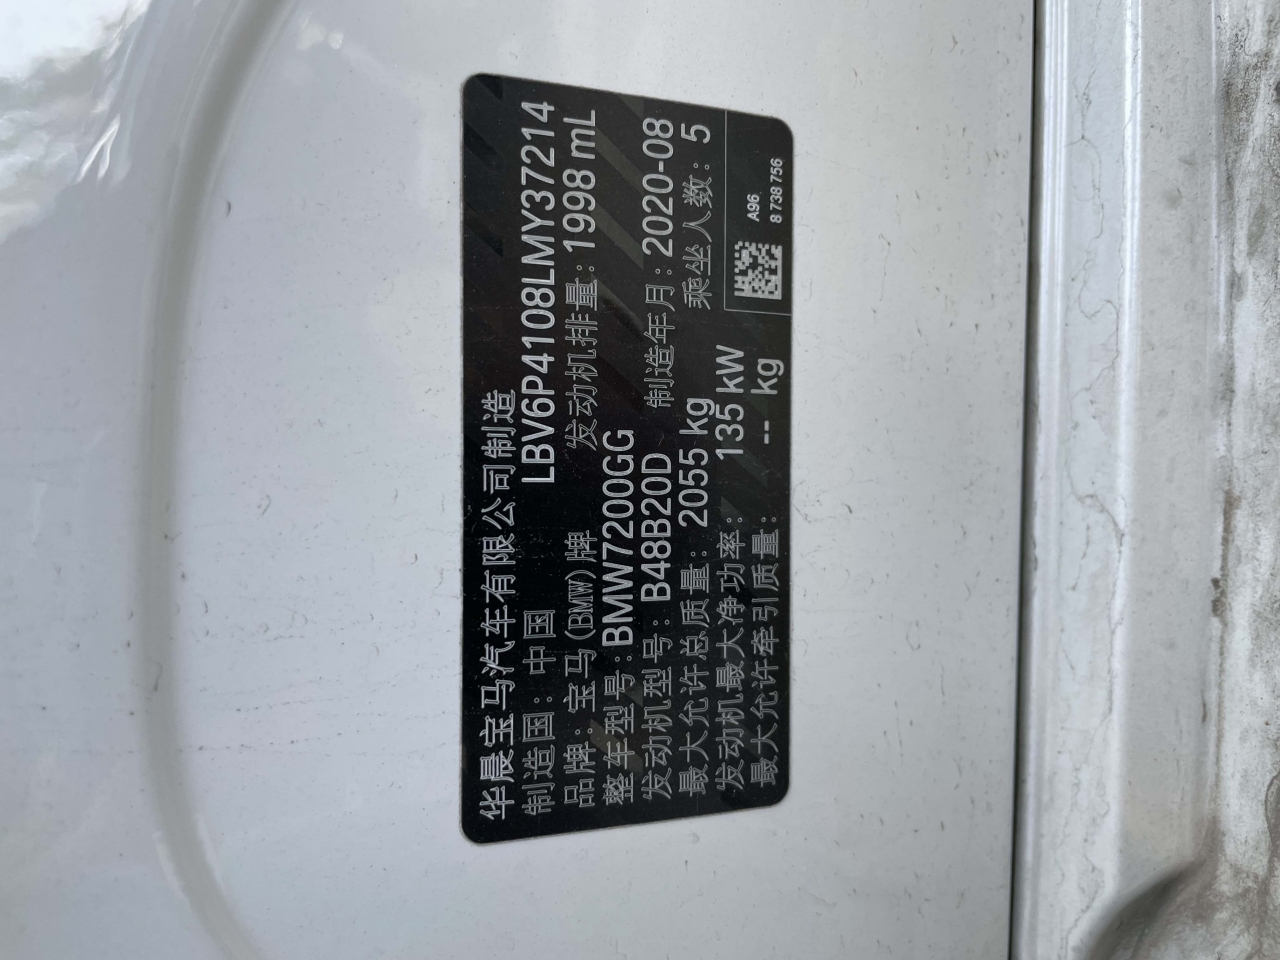 华晨宝马汽车有限公司制造
制造国：中国 LBV6P4108LMY37214
品牌：宝马(BMW)牌 发动机排量：1998 mL
整车型号：BMW7200GG
发动机型号：B48B20D 制造年月：2020-08
最大允许总质量：2055 kg 乘坐人数：5
发动机最大净功率：135 kW
最大允许牵引质量：-- kg
A96
8 738 756